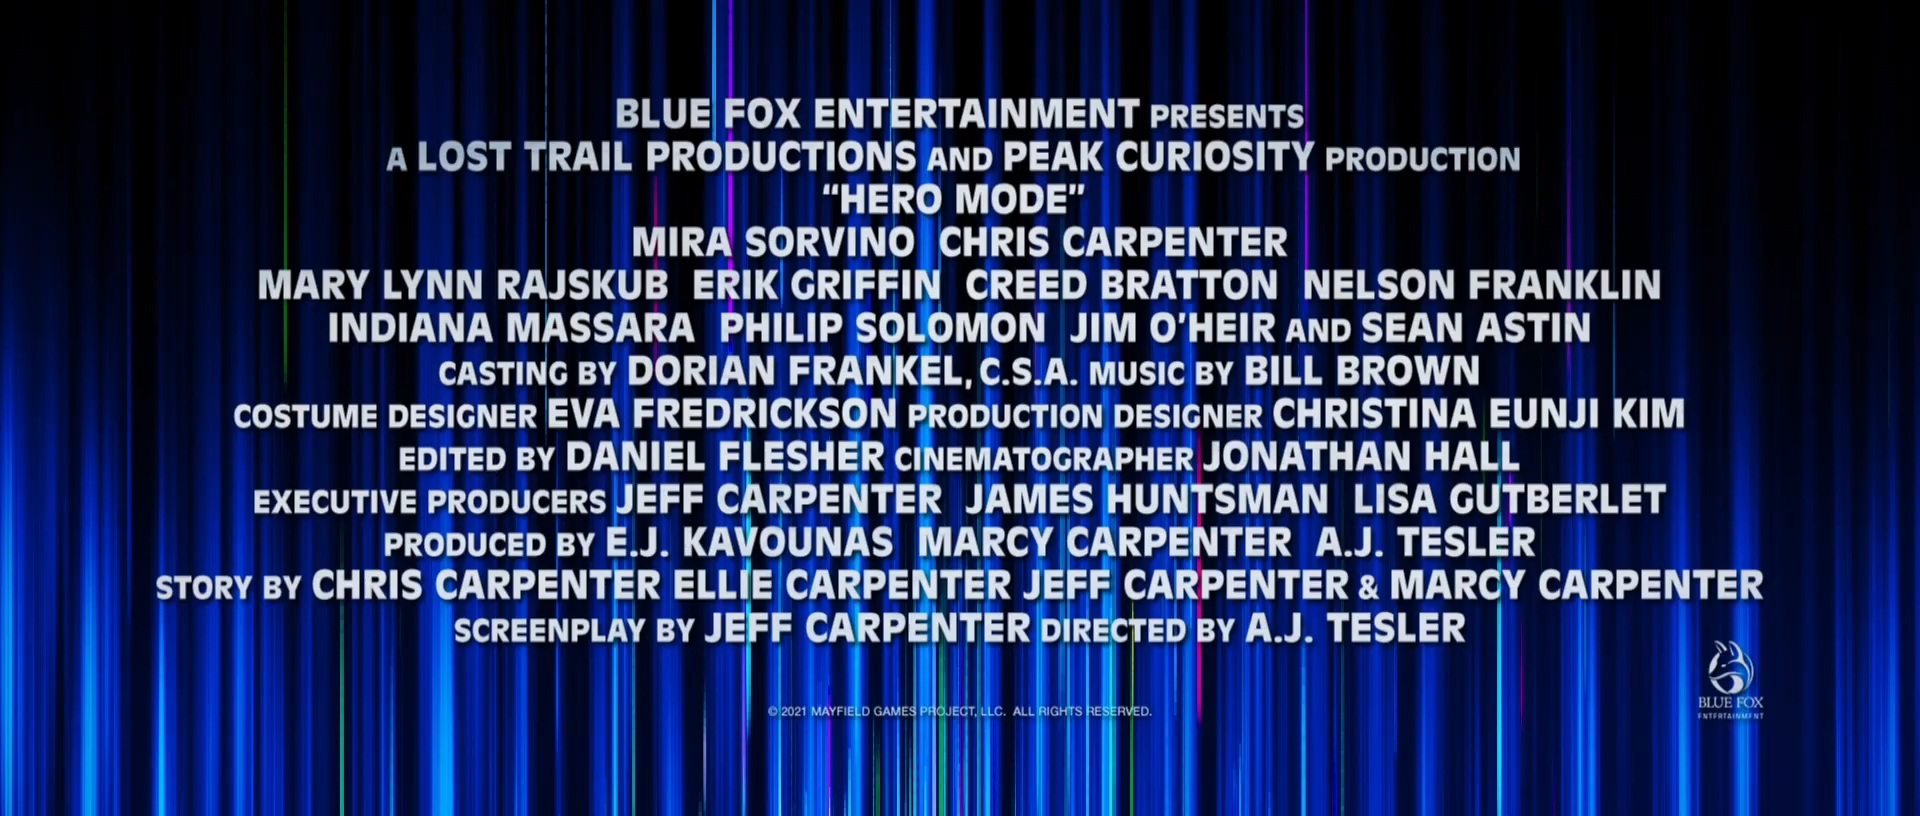 BLUE FOX ENTERTAINMENT PRESENTS
A LOST TRAIL PRODUCTIONS AND PEAK CURIOSITY PRODUCTION
“HERO MODE”
MIRA SORVINO CHRIS CARPENTER
MARY LYNN RAJSKUB ERIK GRIFFIN CREED BRATTON NELSON FRANKLIN
INDIANA MASSARA PHILIP SOLOMON JIM O’HEIR AND SEAN ASTIN
CASTING BY DORIAN FRANKEL, C.S.A. MUSIC BY BILL BROWN
COSTUME DESIGNER EVA FREDRICKSON PRODUCTION DESIGNER CHRISTINA EUNJI KIM
EDITED BY DANIEL FLESHER CINEMATOGRAPHER JONATHAN HALL
EXECUTIVE PRODUCERS JEFF CARPENTER JAMES HUNTSMAN LISA GUTBERLET
PRODUCED BY E.J. KAVOUNAS MARCY CARPENTER A.J. TESLER
STORY BY CHRIS CARPENTER ELLIE CARPENTER JEFF CARPENTER & MARCY CARPENTER
SCREENPLAY BY JEFF CARPENTER DIRECTED BY A.J. TESLER
© 2021 MAYFIELD GAMES PROJECT, LLC. ALL RIGHTS RESERVED.
BLUE FOX
ENTERTAINMENT